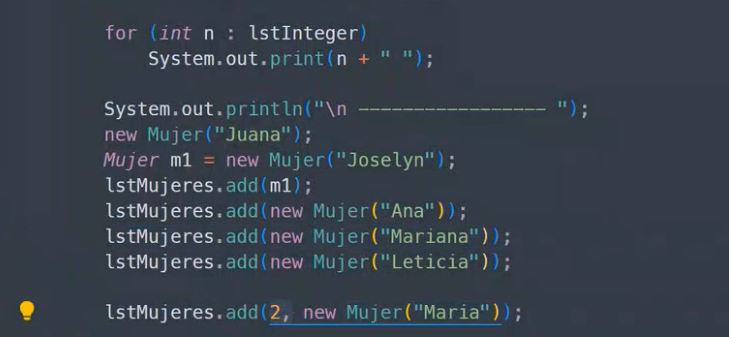 for (int n : lstInteger)
System.out.print(n + " ");
System.out.println("\n ----------------- ");
new Mujer("Juana");
Mujer m1 = new Mujer("Joselyn");
lstMujeres.add(m1);
lstMujeres.add(new Mujer("Ana"));
lstMujeres.add(new Mujer("Mariana"));
lstMujeres.add(new Mujer("Leticia"));
lstMujeres.add(2, new Mujer("Maria"));